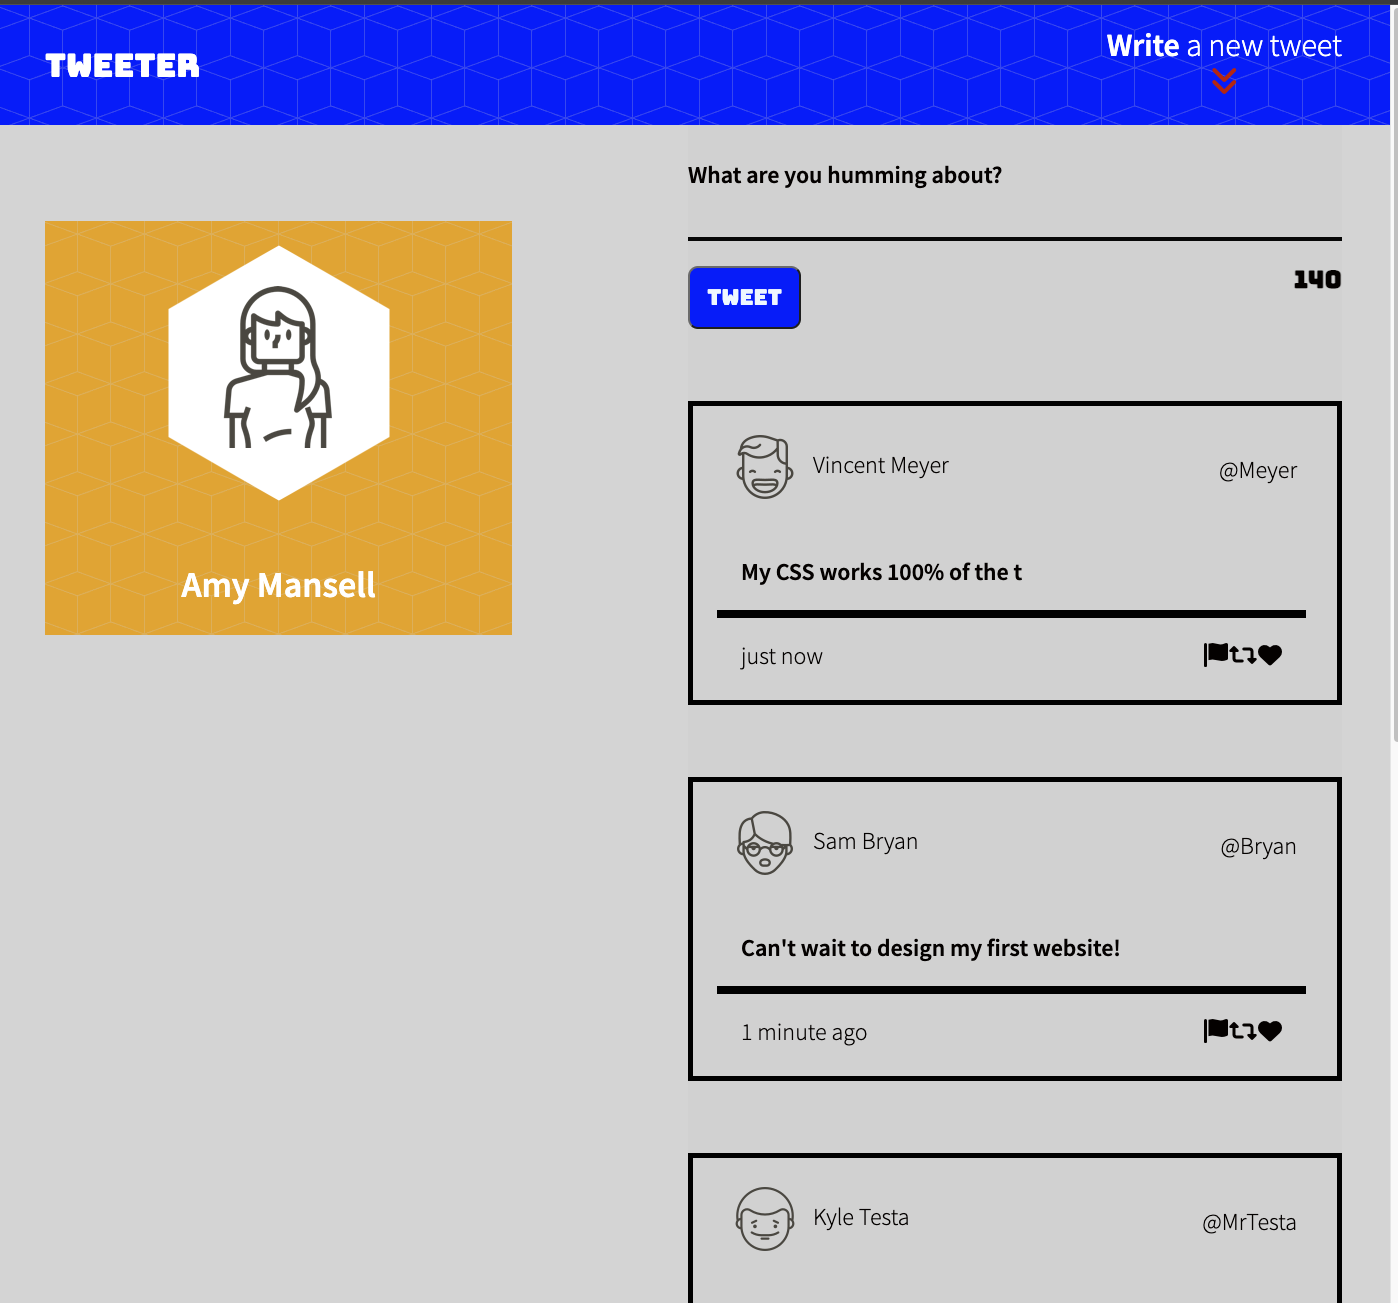 TWEETER
Write a new tweet
What are you humming about?
TWEET
140
Amy Mansell
Vincent Meyer
@Meyer
My CSS works 100% of the t
just now
Sam Bryan
@Bryan
Can't wait to design my first website!
1 minute ago
Kyle Testa
@MrTesta